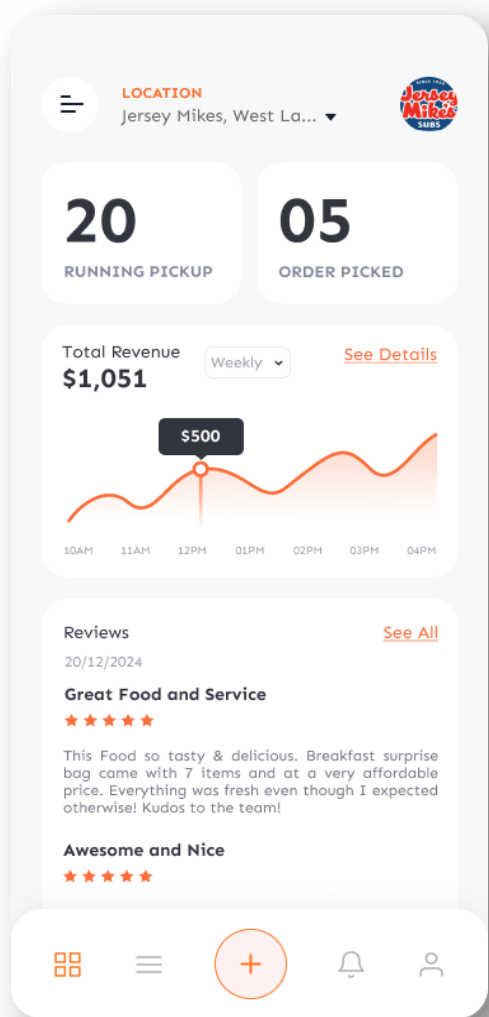 LOCATION
Jersey Mikes, West La...
SINCE 1956
Jersey
Mike's
SUBS
20
RUNNING PICKUP
05
ORDER PICKED
Total Revenue
$1,051
Weekly
See Details
$500
10AM 11AM 12PM 01PM 02PM 03PM 04PM
Reviews
See All
20/12/2024
Great Food and Service
This Food so tasty & delicious. Breakfast surprise
bag came with 7 items and at a very affordable
price. Everything was fresh even though I expected
otherwise! Kudos to the team!
Awesome and Nice